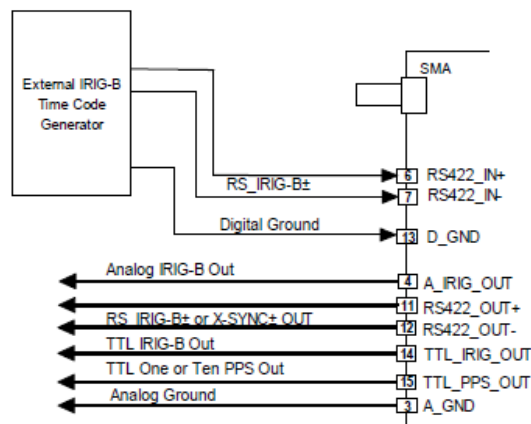 External IRIG-B
Time Code
Generator
SMA
6 RS422_IN+
RS_IRIG-B±
7 RS422_IN-
Digital Ground
13 D_GND
Analog IRIG-B Out
4 A_IRIG_OUT
11 RS422_OUT+
RS_IRIG-B± or X-SYNC± OUT
12 RS422_OUT-
TTL IRIG-B Out
14 TTL_IRIG_OUT
TTL One or Ten PPS Out
15 TTL_PPS_OUT
Analog Ground
3 A_GND